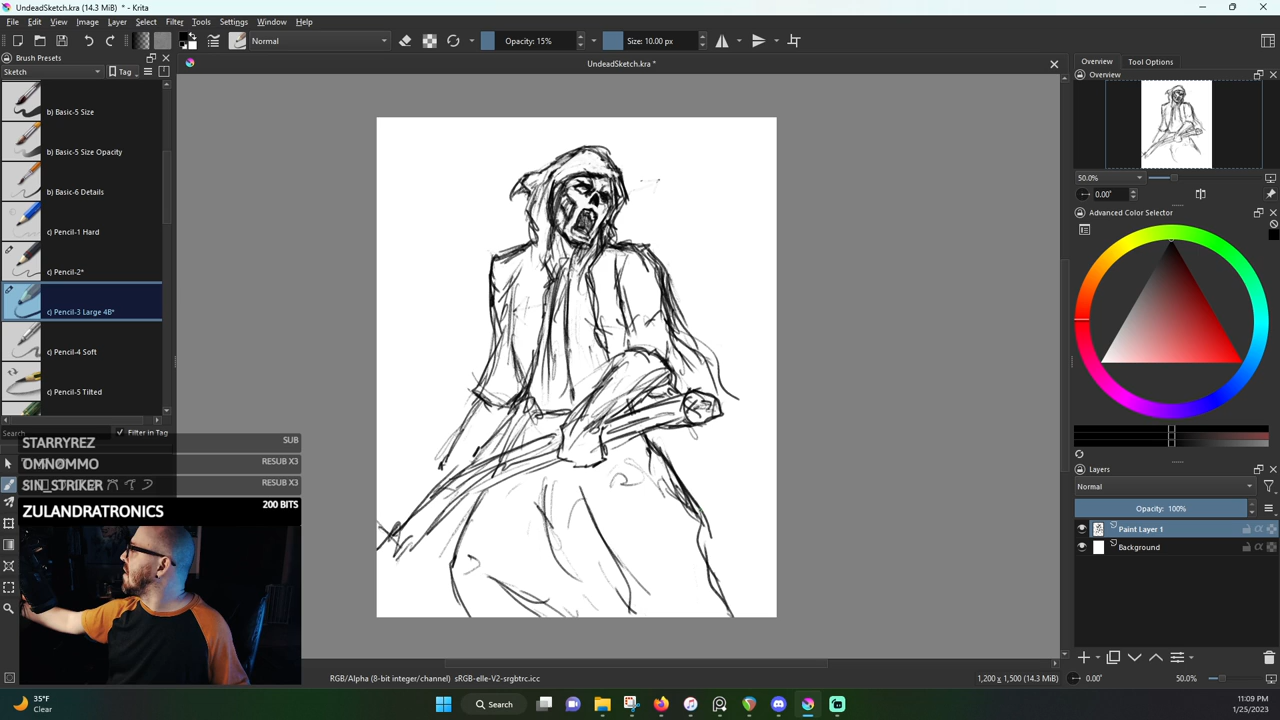 UndeadSketch.kra (14.3 MiB) * - Krita
File Edit View Image Layer Select Filter Tools Settings Window Help
Normal
Opacity: 15%
Size: 10.00 px
Brush Presets
Sketch
Tag
b) Basic-5 Size
b) Basic-5 Size Opacity
b) Basic-6 Details
c) Pencil-1 Hard
c) Pencil-2*
c) Pencil-3 Large 4B*
c) Pencil-4 Soft
c) Pencil-5 Tilted
Search
Filter in Tag
STARRYREZ SUB
OMNOMMO RESUB X3
SIN_STRIKER RESUB X3
ZULANDRATRONICS 200 BITS
UndeadSketch.kra *
Overview Tool Options
Overview
50.0%
0.00°
Advanced Color Selector
Layers
Normal
Opacity: 100%
Paint Layer 1
Background
RGB/Alpha (8-bit integer/channel) sRGB-elle-V2-srgbtrc.icc
1,200 x 1,500 (14.3 MiB)
0.00°
50.0%
35°F
Clear
Search
11:09 PM
1/25/2023